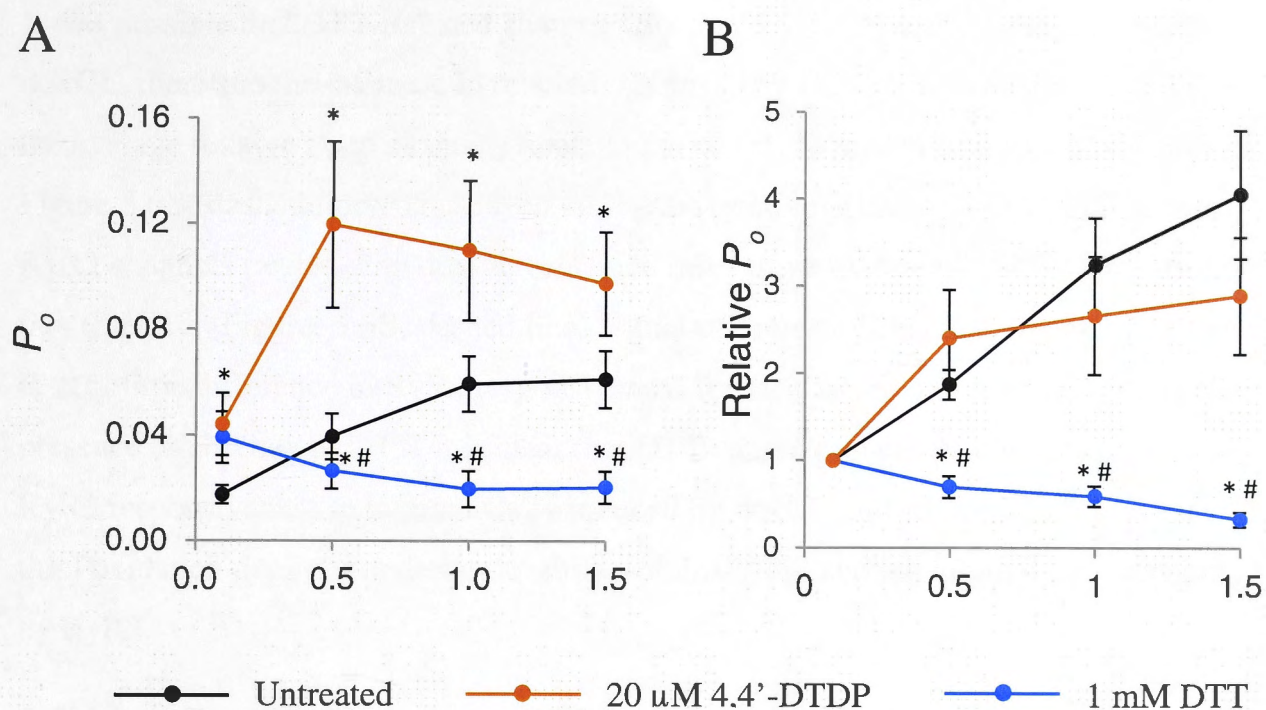 A
B
0.16
0.12
0.08
0.04
0.00
Pₒ
* * * *
* # * # * #
0.0 0.5 1.0 1.5
5
4
3
2
1
0
Relative Pₒ
* # * # * #
0 0.5 1 1.5
Untreated 20 µM 4,4’-DTDP 1 mM DTT